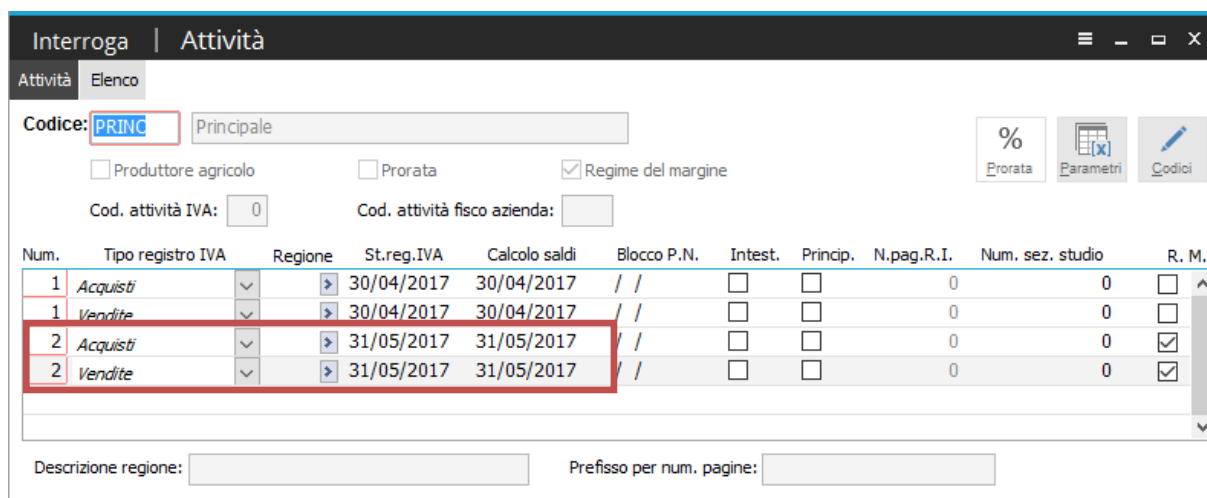 Interroga | Attività
Attività Elenco
Codice: PRINC Principale
% Prorata [x] Parametri Codici
Produttore agricolo Prorata Regime del margine
Cod. attività IVA: 0 Cod. attività fisco azienda:
Num. Tipo registro IVA Regione St.reg.IVA Calcolo saldi Blocco P.N. Intest. Princip. N.pag.R.I. Num. sez. studio R. M.
1 Acquisti 30/04/2017 30/04/2017 / / 0 0
1 Vendite 30/04/2017 30/04/2017 / / 0 0
2 Acquisti 31/05/2017 31/05/2017 / / 0 0
2 Vendite 31/05/2017 31/05/2017 / / 0 0
Descrizione regione: Prefisso per num. pagine: